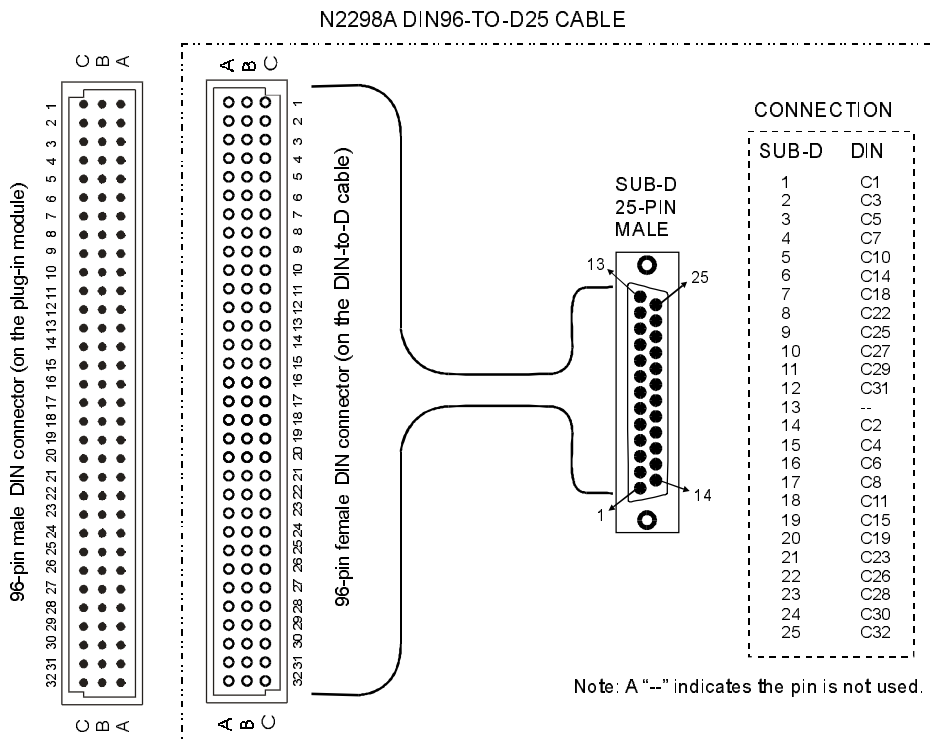 N2298A DIN96-TO-D25 CABLE
C B A
1
2
3
4
5
6
7
8
9
10
11
12
13
14
15
16
17
18
19
20
21
22
23
24
25
26
27
28
29
30
31
32
C B A
96-pin male DIN connector (on the plug-in module)
A B C
1
2
3
4
5
6
7
8
9
10
11
12
13
14
15
16
17
18
19
20
21
22
23
24
25
26
27
28
29
30
31
32
A B C
96-pin female DIN connector (on the DIN-to-D cable)
SUB-D
25-PIN
MALE
13
25
14
1
CONNECTION
SUB-D DIN
1 C1
2 C3
3 C5
4 C7
5 C10
6 C14
7 C18
8 C22
9 C25
10 C27
11 C29
12 C31
13 --
14 C2
15 C4
16 C6
17 C8
18 C11
19 C15
20 C19
21 C23
22 C26
23 C28
24 C30
25 C32
Note: A “--” indicates the pin is not used.